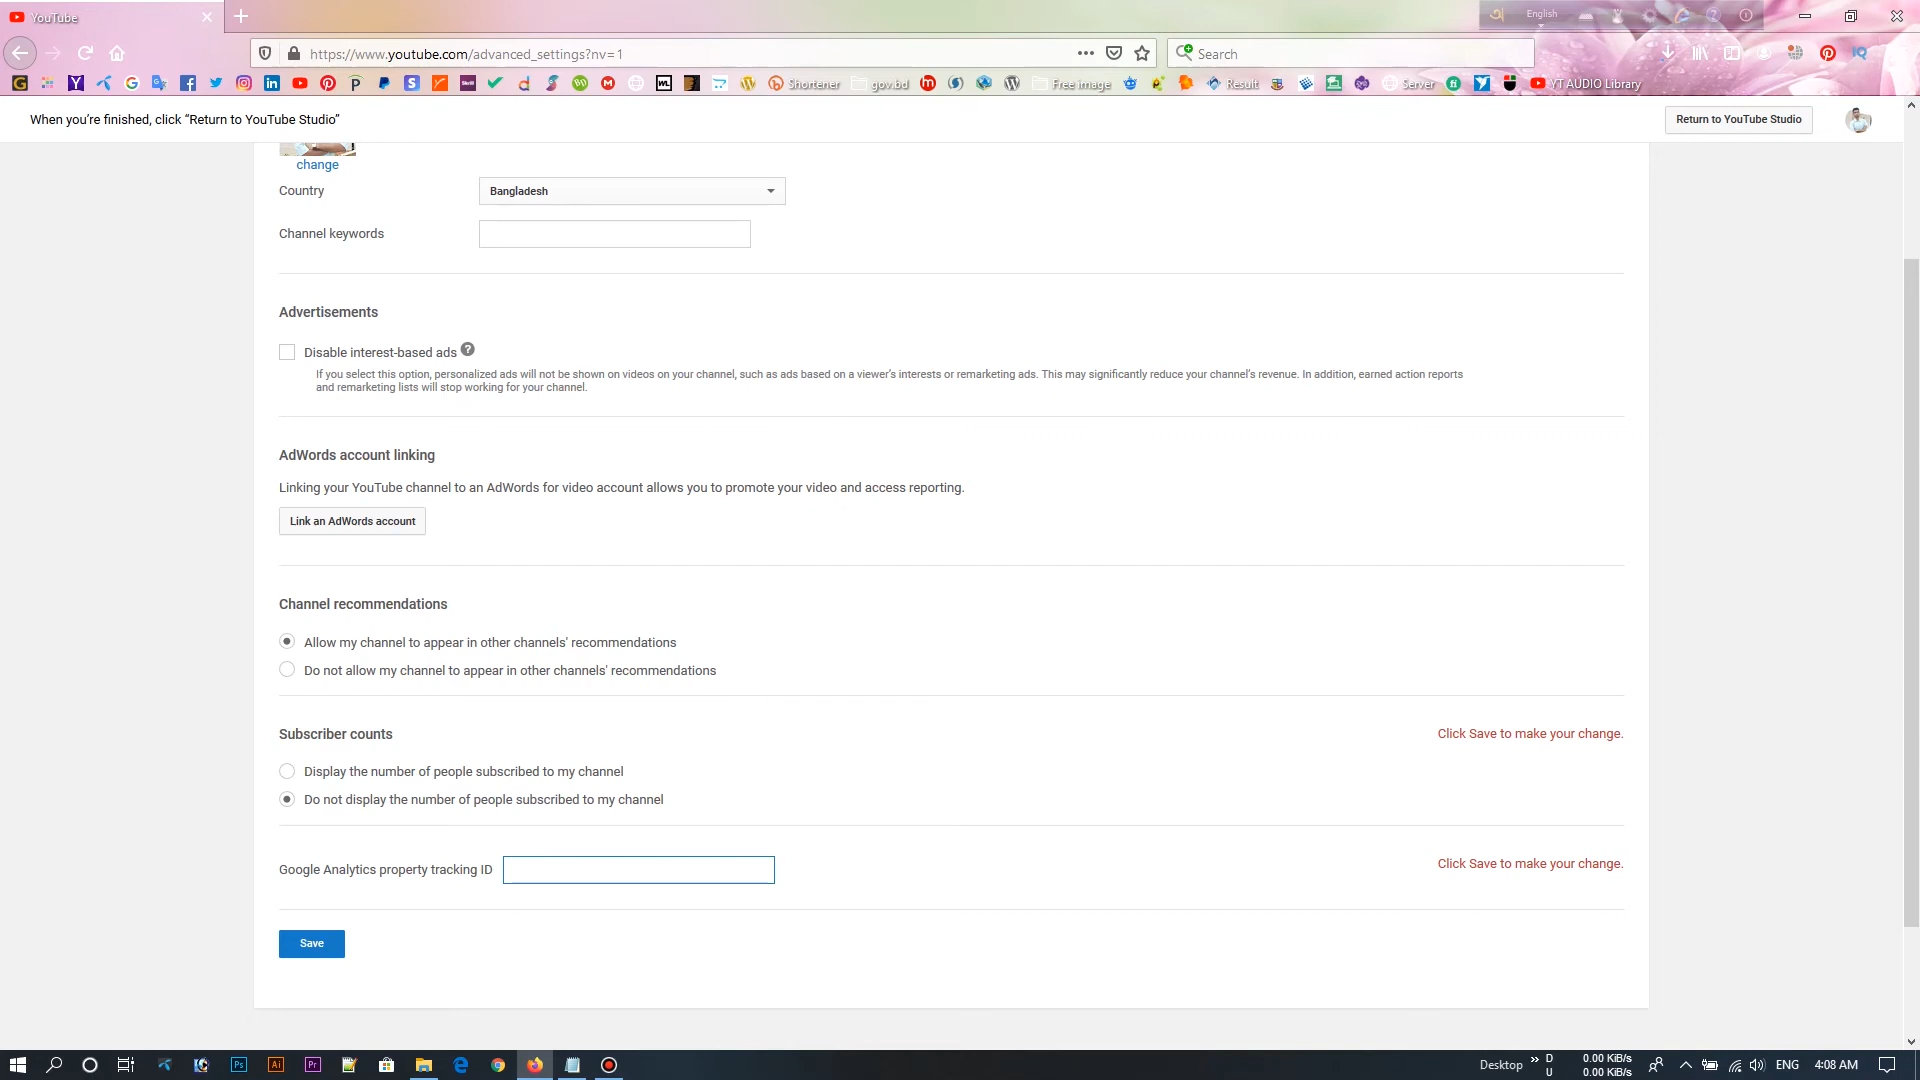 YouTube
English
https://www.youtube.com/advanced_settings?nv=1
Search
Shortener
gov.bd
Free image
Result
Server
YT AUDIO Library
When you're finished, click “Return to YouTube Studio”
Return to YouTube Studio
change
Country
Bangladesh
Channel keywords
Advertisements
Disable interest-based ads
If you select this option, personalized ads will not be shown on videos on your channel, such as ads based on a viewer's interests or remarketing ads. This may significantly reduce your channel's revenue. In addition, earned action reports
and remarketing lists will stop working for your channel.
AdWords account linking
Linking your YouTube channel to an AdWords for video account allows you to promote your video and access reporting.
Link an AdWords account
Channel recommendations
Allow my channel to appear in other channels' recommendations
Do not allow my channel to appear in other channels' recommendations
Subscriber counts
Click Save to make your change.
Display the number of people subscribed to my channel
Do not display the number of people subscribed to my channel
Google Analytics property tracking ID
Click Save to make your change.
Save
Desktop
D 0.00 KiB/s
U 0.00 KiB/s
ENG
4:08 AM